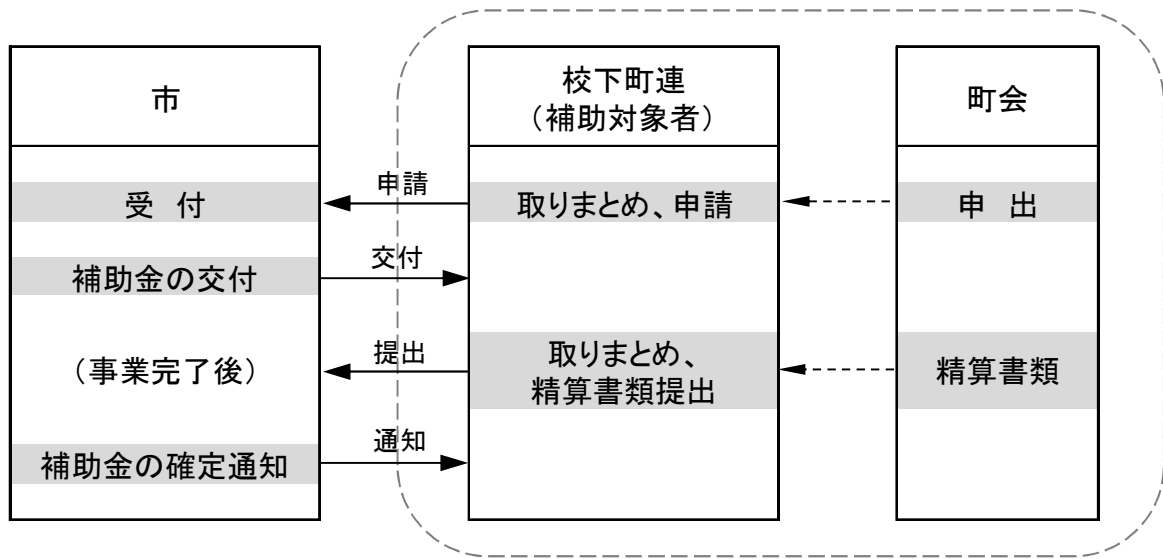 市
校下町連
（補助対象者）
町会
受　付
申請
取りまとめ、申請
申　出
補助金の交付
交付
（事業完了後）
提出
取りまとめ、
精算書類提出
精算書類
補助金の確定通知
通知